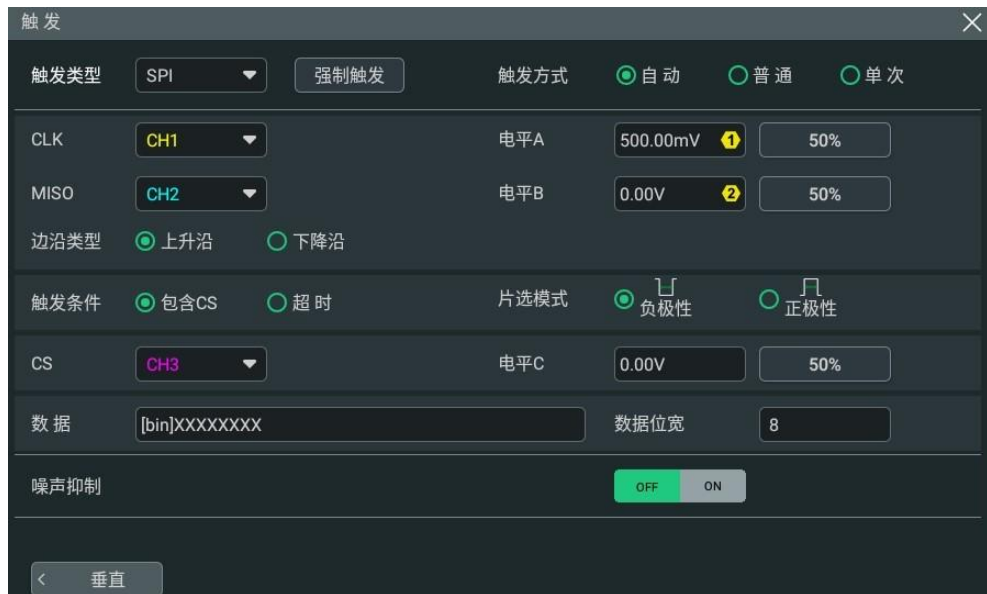 触 发
触发类型 SPI 强制触发 触发方式 自 动 普 通 单 次
CLK CH1 电平A 500.00mV 1 50%
MISO CH2 电平B 0.00V 2 50%
边沿类型 上升沿 下降沿
触发条件 包含CS 超 时 片选模式 负极性 正极性
CS CH3 电平C 0.00V 50%
数 据 [bin]XXXXXXXX 数据位宽 8
噪声抑制 OFF ON
< 垂直